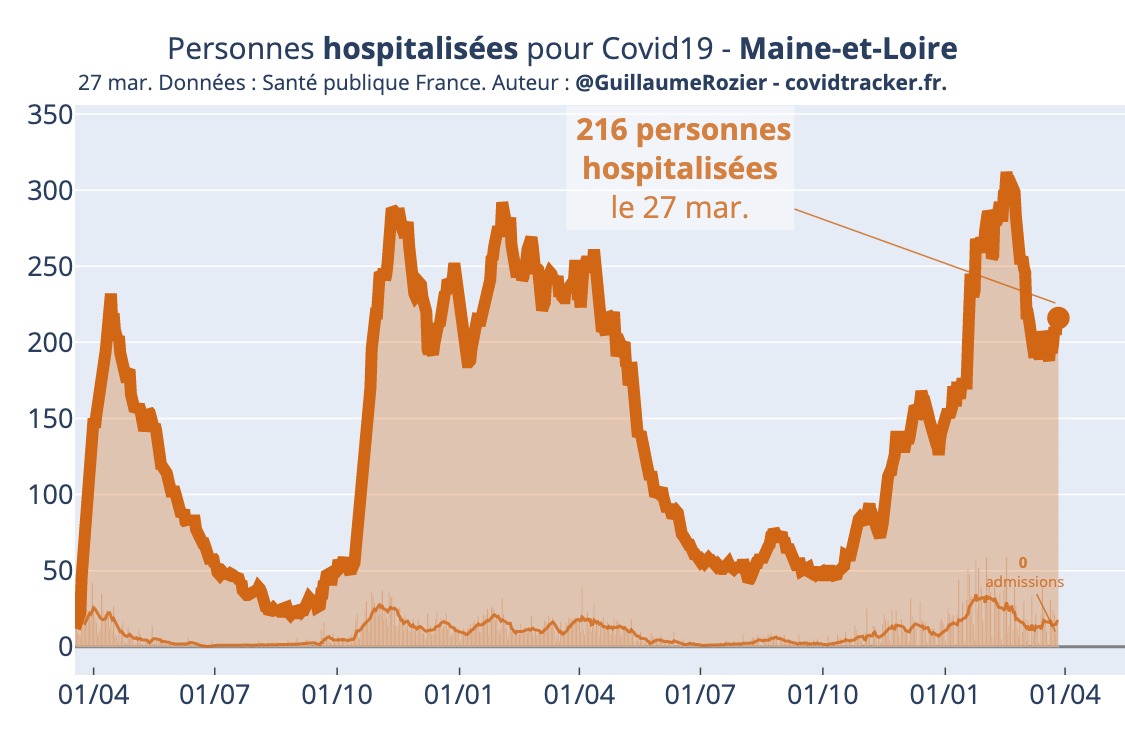 Personnes hospitalisées pour Covid19 - Maine-et-Loire
27 mar. Données : Santé publique France. Auteur : @GuillaumeRozier - covidtracker.fr.
350
216 personnes
hospitalisées
le 27 mar.
300
250
200
150
100
50
0
admissions
0
01/04 01/07 01/10 01/01 01/04 01/07 01/10 01/01 01/04